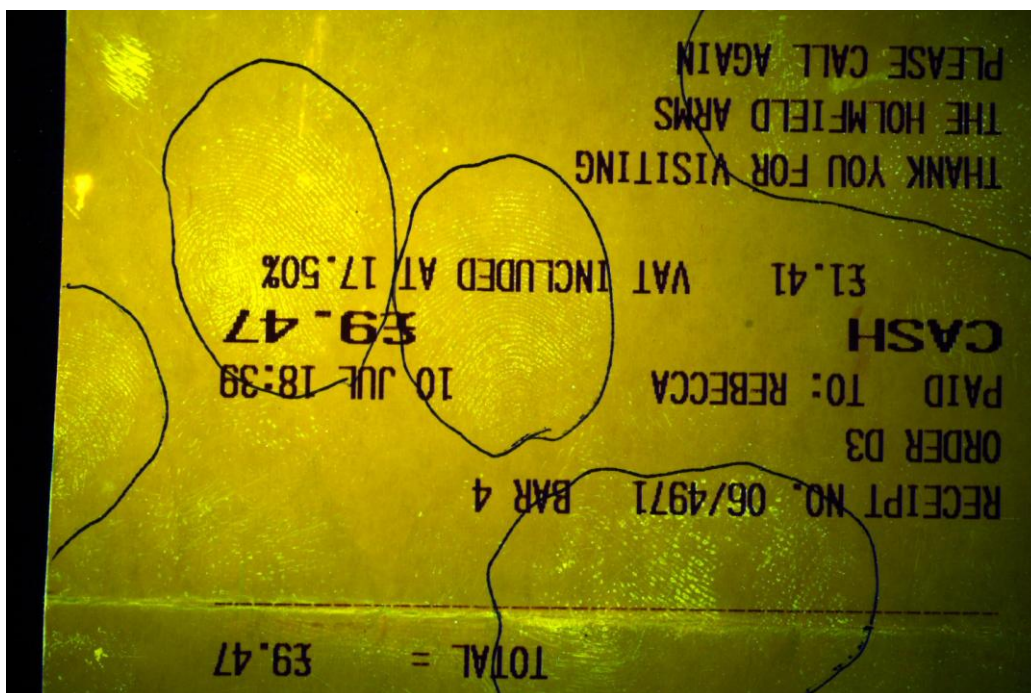 TOTAL = £9.47
RECEIPT NO. 06/4971 BAR 4
ORDER D3
PAID TO: REBECCA
10 JUL 18:39
CASH £9.47
£1.41 VAT INCLUDED AT 17.50%
THANK YOU FOR VISITING
THE HOLMFIELD ARMS
PLEASE CALL AGAIN